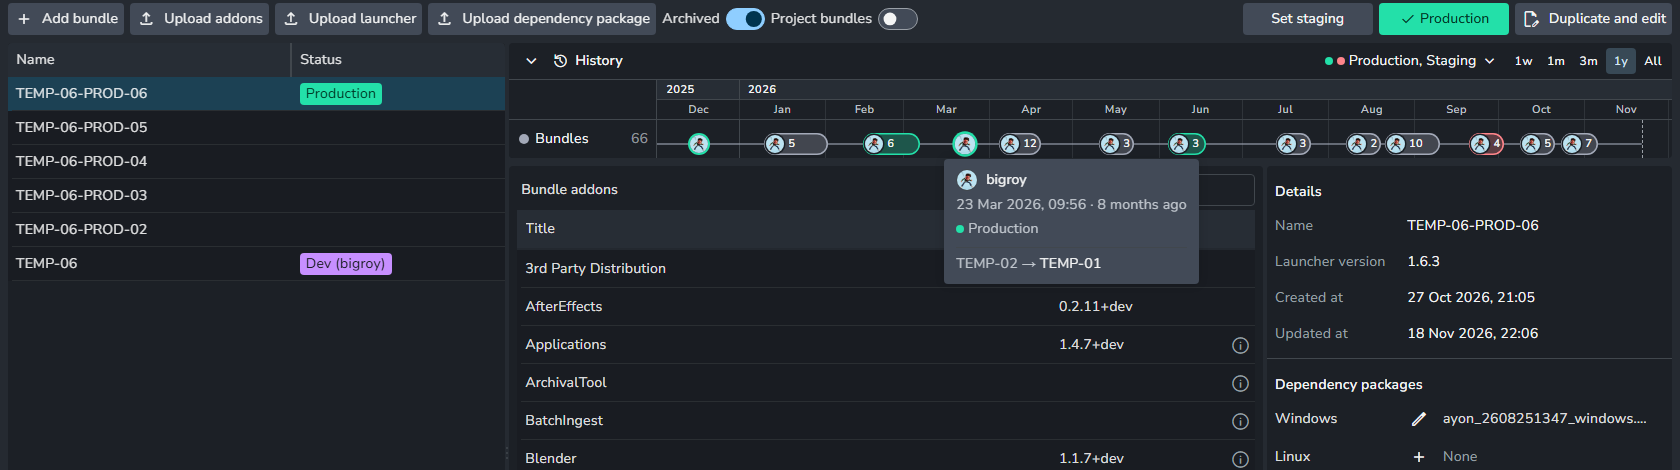 Add bundle
Upload addons
Upload launcher
Upload dependency package
Archived
Project bundles
Set staging
Production
Duplicate and edit
Name Status
TEMP-06-PROD-06 Production
TEMP-06-PROD-05
TEMP-06-PROD-04
TEMP-06-PROD-03
TEMP-06-PROD-02
TEMP-06 Dev (bigroy)
History
Production, Staging
1w 1m 3m 1y All
2025 2026
Dec Jan Feb Mar Apr May Jun Jul Aug Sep Oct Nov
Bundles 66
5 6 12 3 3 3 2 10 4 5 7
Bundle addons
bigroy
23 Mar 2026, 09:56 · 8 months ago
Production
TEMP-02 → TEMP-01
Title
3rd Party Distribution
AfterEffects 0.2.11+dev
Applications 1.4.7+dev
ArchivalTool
BatchIngest
Blender 1.1.7+dev
Details
Name TEMP-06-PROD-06
Launcher version 1.6.3
Created at 27 Oct 2026, 21:05
Updated at 18 Nov 2026, 22:06
Dependency packages
Windows ayon_2608251347_windows....
Linux None